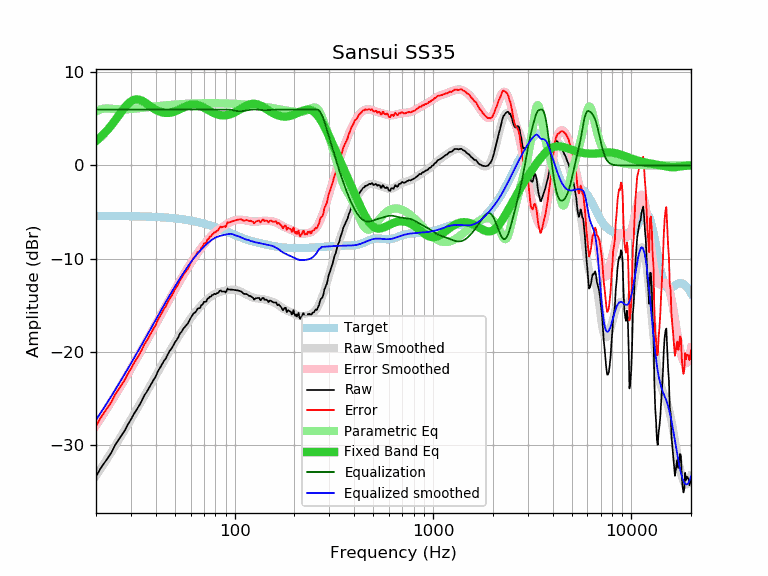 Sansui SS35
10
0
−10
−20
−30
Amplitude (dBr)
Target
Raw Smoothed
Error Smoothed
Raw
Error
Parametric Eq
Fixed Band Eq
Equalization
Equalized smoothed
100
1000
10000
Frequency (Hz)